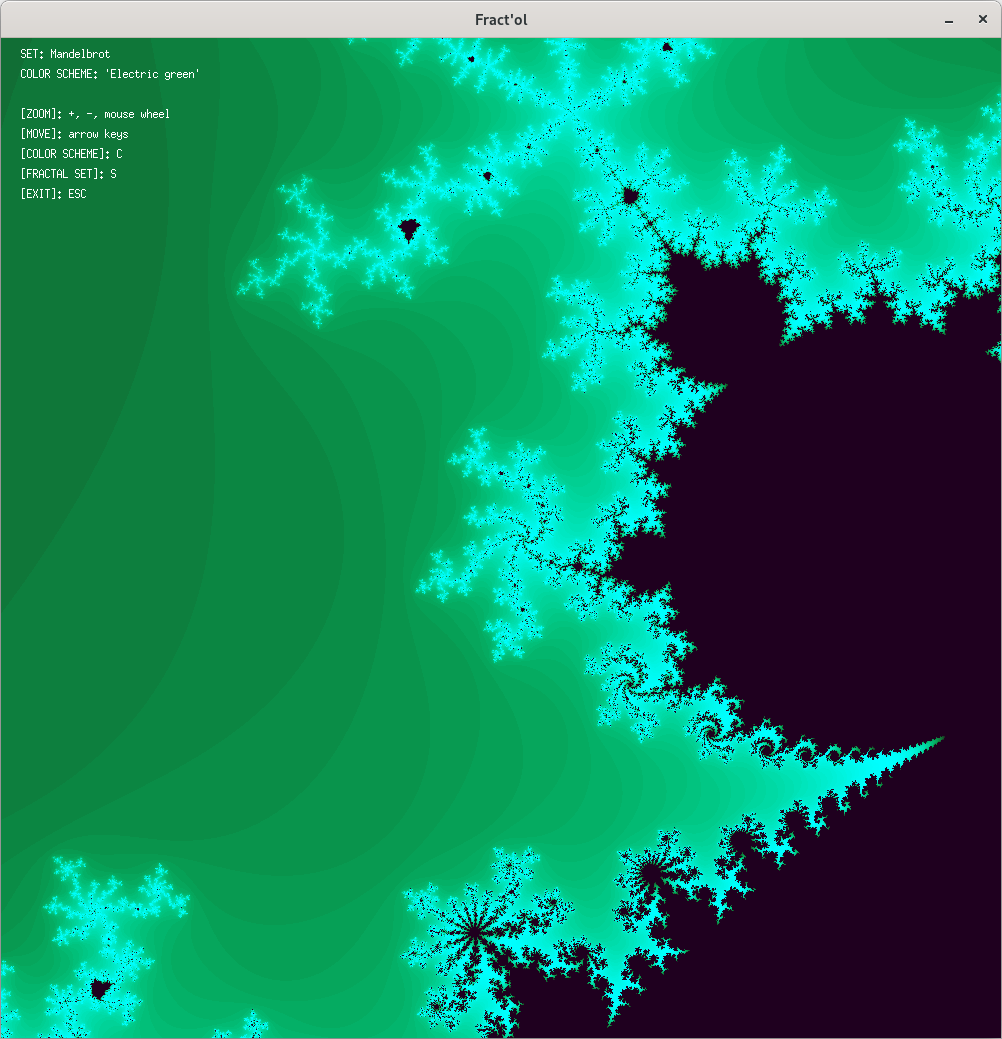 Fract'ol
SET: Mandelbrot
COLOR SCHEME: 'Electric green'
[ZOOM]: +, -, mouse wheel
[MOVE]: arrow keys
[COLOR SCHEME]: C
[FRACTAL SET]: S
[EXIT]: ESC